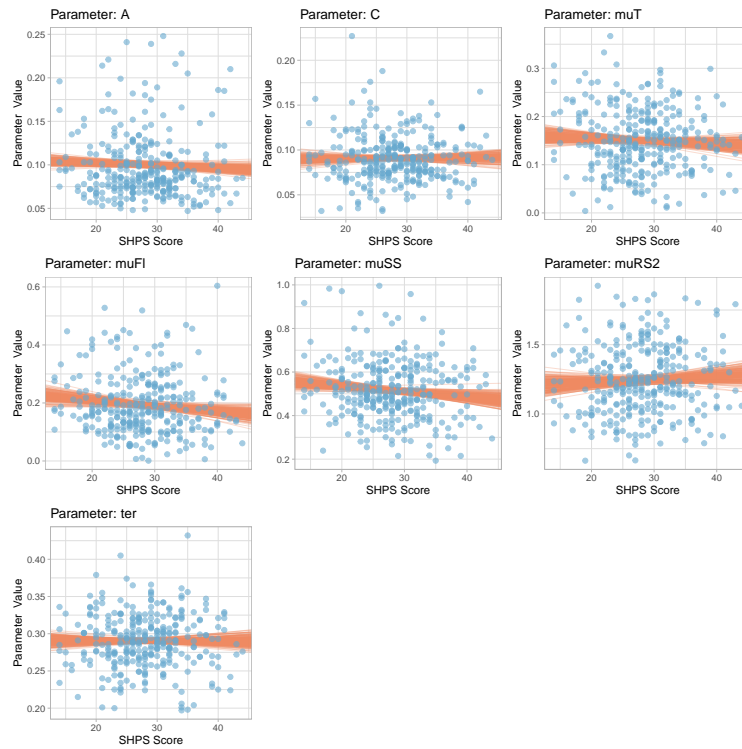 Parameter: A
0.25
0.20
0.15
0.10
0.05
Parameter Value
20
30
40
SHPS Score
Parameter: C
0.20
0.15
0.10
0.05
Parameter Value
20
30
40
SHPS Score
Parameter: muT
0.3
0.2
0.1
0.0
Parameter Value
20
30
40
SHPS Score
Parameter: muFI
0.6
0.4
0.2
0.0
Parameter Value
20
30
40
SHPS Score
Parameter: muSS
1.0
0.8
0.6
0.4
0.2
Parameter Value
20
30
40
SHPS Score
Parameter: muRS2
1.5
1.0
Parameter Value
20
30
40
SHPS Score
Parameter: ter
0.40
0.35
0.30
0.25
0.20
Parameter Value
20
30
40
SHPS Score